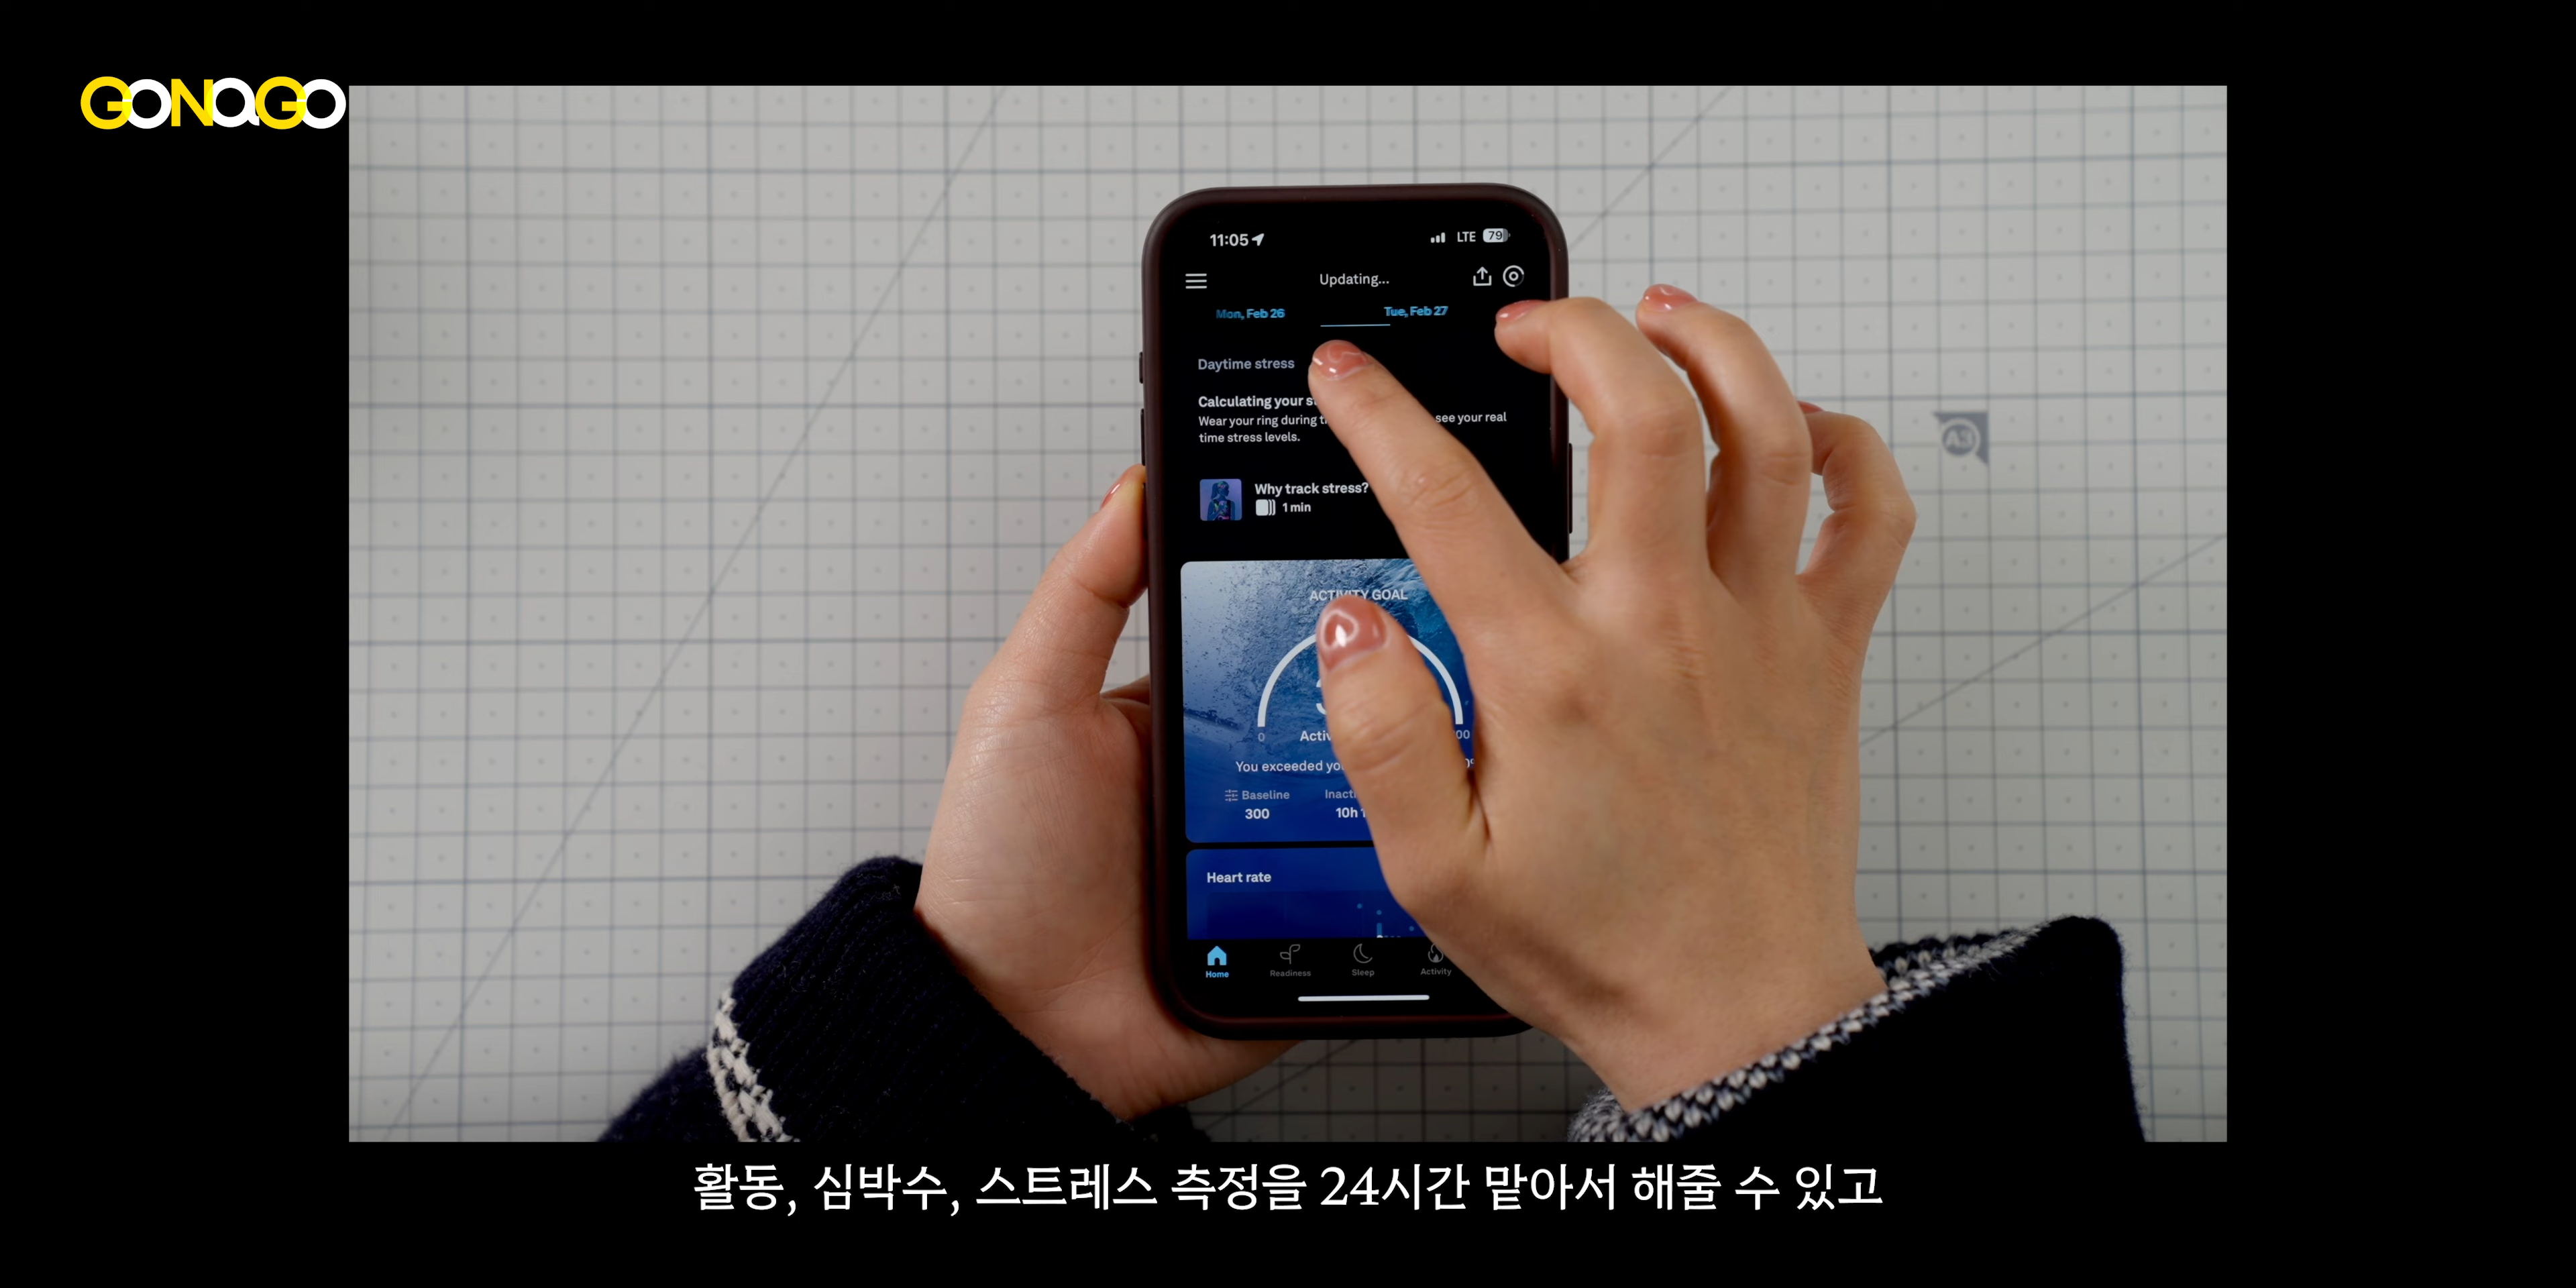 GONQGO
11:05
LTE 79
Updating...
Mon, Feb 26
Tue, Feb 27
Daytime stress
Calculating your
Wear your ring during see your real
time stress levels.
Why track stress?
1 min
A3
ACTIVITY GOAL
0
You exceeded
Baseline
300
10h
Heart rate
Home
Readiness
Sleep
Activity
활동, 심박수, 스트레스 측정을 24시간 맡아서 해줄 수 있고